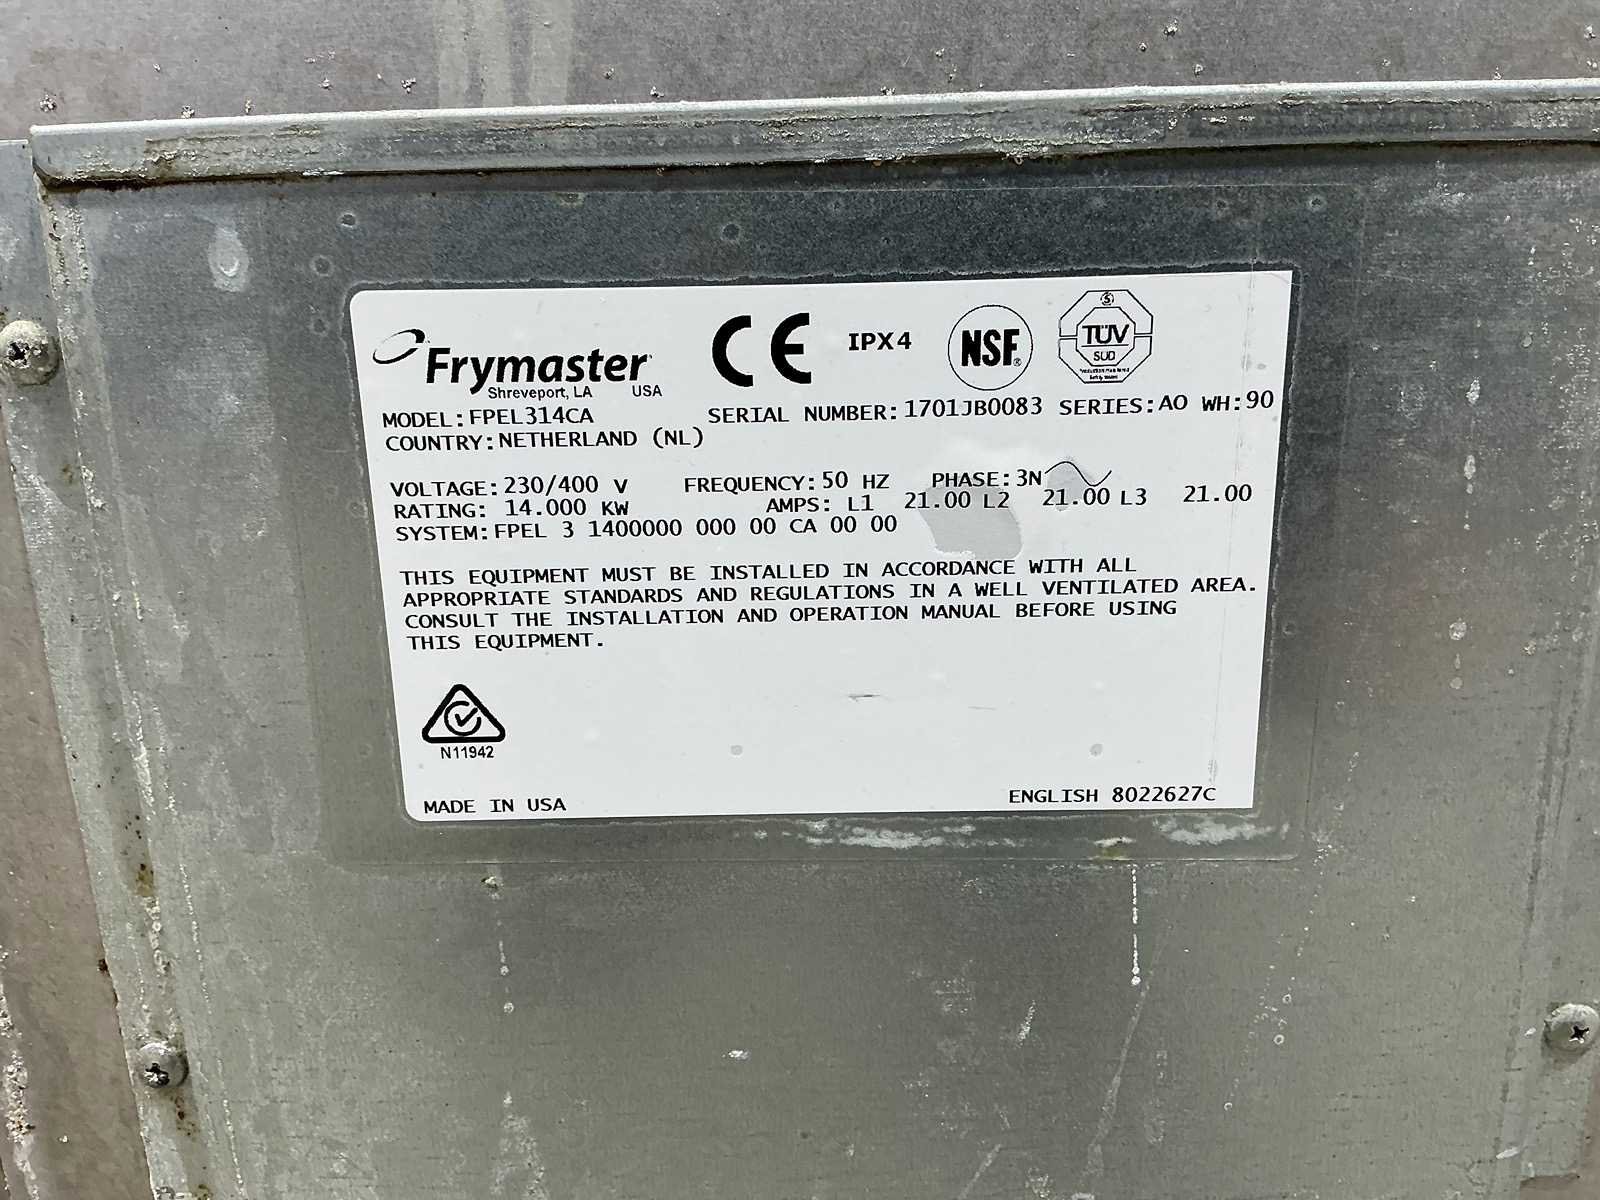 Frymaster
Shreveport, LA USA
CE IPX4 NSF® S TÜV SÜD
MODEL: FPEL314CA SERIAL NUMBER: 1701JB0083 SERIES: AO WH: 90
COUNTRY: NETHERLAND (NL)
VOLTAGE: 230/400 V FREQUENCY: 50 HZ PHASE: 3N
RATING: 14.000 KW AMPS: L1 21.00 L2 21.00 L3 21.00
SYSTEM: FPEL 3 1400000 000 00 CA 00 00
THIS EQUIPMENT MUST BE INSTALLED IN ACCORDANCE WITH ALL
APPROPRIATE STANDARDS AND REGULATIONS IN A WELL VENTILATED AREA.
CONSULT THE INSTALLATION AND OPERATION MANUAL BEFORE USING
THIS EQUIPMENT.
N11942
MADE IN USA
ENGLISH 8022627C